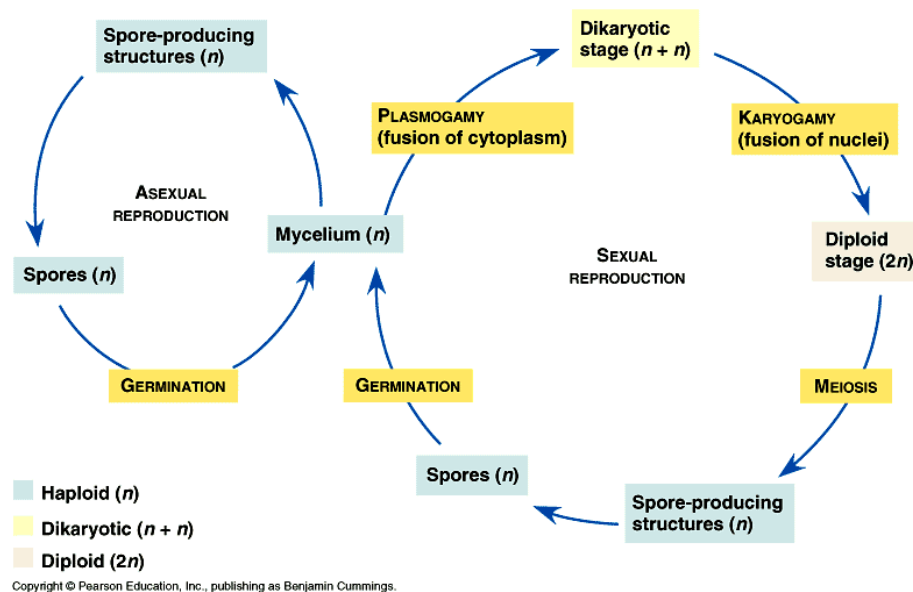 Spore-producing
structures (n)
Dikaryotic
stage (n + n)
PLASMOGAMY
(fusion of cytoplasm)
KARYOGAMY
(fusion of nuclei)
ASEXUAL
REPRODUCTION
Mycelium (n)
Diploid
stage (2n)
Spores (n)
SEXUAL
REPRODUCTION
GERMINATION
GERMINATION
MEIOSIS
Spores (n)
Spore-producing
structures (n)
Haploid (n)
Dikaryotic (n + n)
Diploid (2n)
Copyright © Pearson Education, Inc., publishing as Benjamin Cummings.